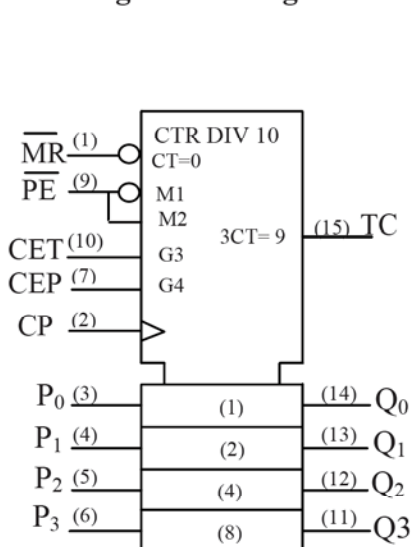 MR (1) CTR DIV 10
CT=0
PE (9) M1
M2
3CT= 9 (15) TC
CET (10) G3
CEP (7) G4
CP (2)
P0 (3) (1) (14) Q0
P1 (4) (2) (13) Q1
P2 (5) (4) (12) Q2
P3 (6) (8) (11) Q3